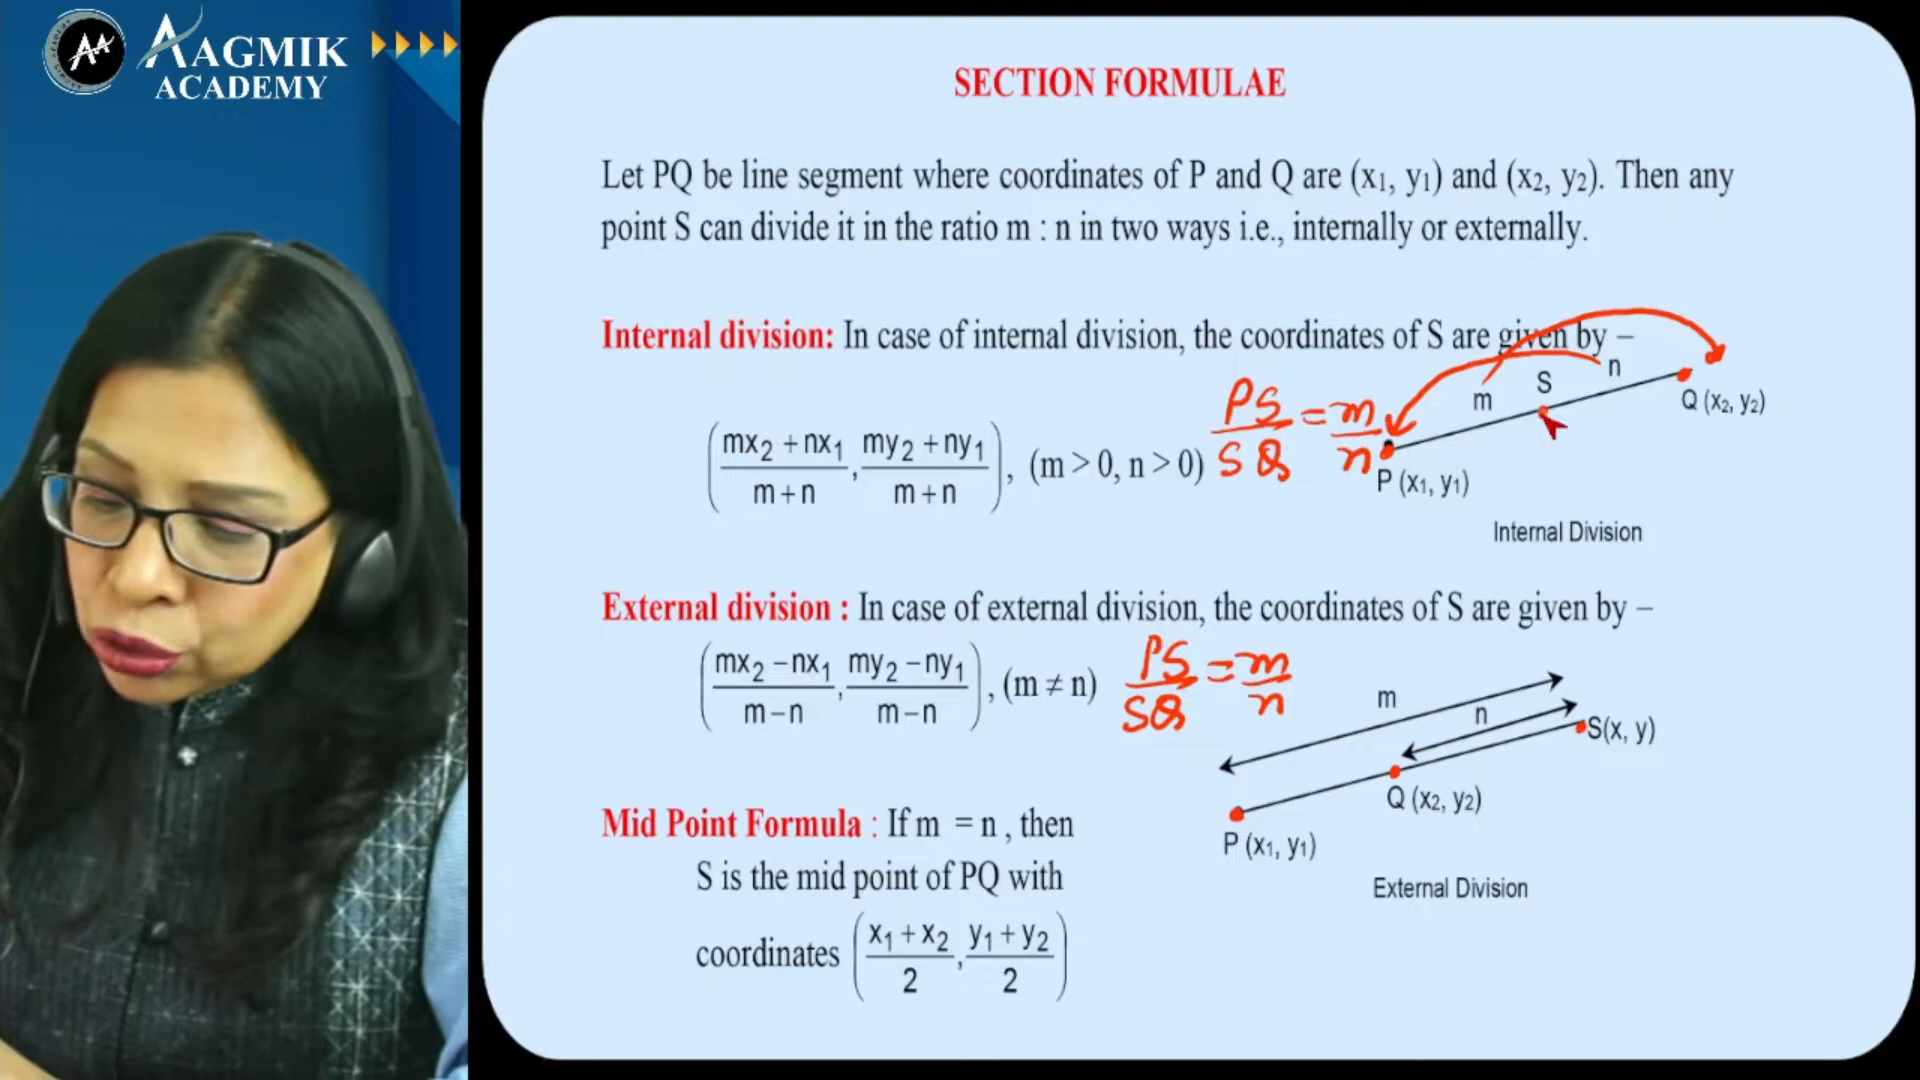 AAGMIK
ACADEMY
SECTION FORMULAE
Let PQ be line segment where coordinates of P and Q are (x₁, y₁) and (x₂, y₂). Then any
point S can divide it in the ratio m : n in two ways i.e., internally or externally.
Internal division: In case of internal division, the coordinates of S are given by –
((mx₂ + nx₁)/(m + n), (my₂ + ny₁)/(m + n)), (m > 0, n > 0)
PS/SQ = m/n
m
S
n
Q (x₂, y₂)
P (x₁, y₁)
Internal Division
External division : In case of external division, the coordinates of S are given by –
((mx₂ – nx₁)/(m – n), (my₂ – ny₁)/(m – n)), (m ≠ n)
PS/SQ = m/n
m
n
S(x, y)
Q (x₂, y₂)
P (x₁, y₁)
External Division
Mid Point Formula : If m = n , then
S is the mid point of PQ with
coordinates ((x₁ + x₂)/2, (y₁ + y₂)/2)